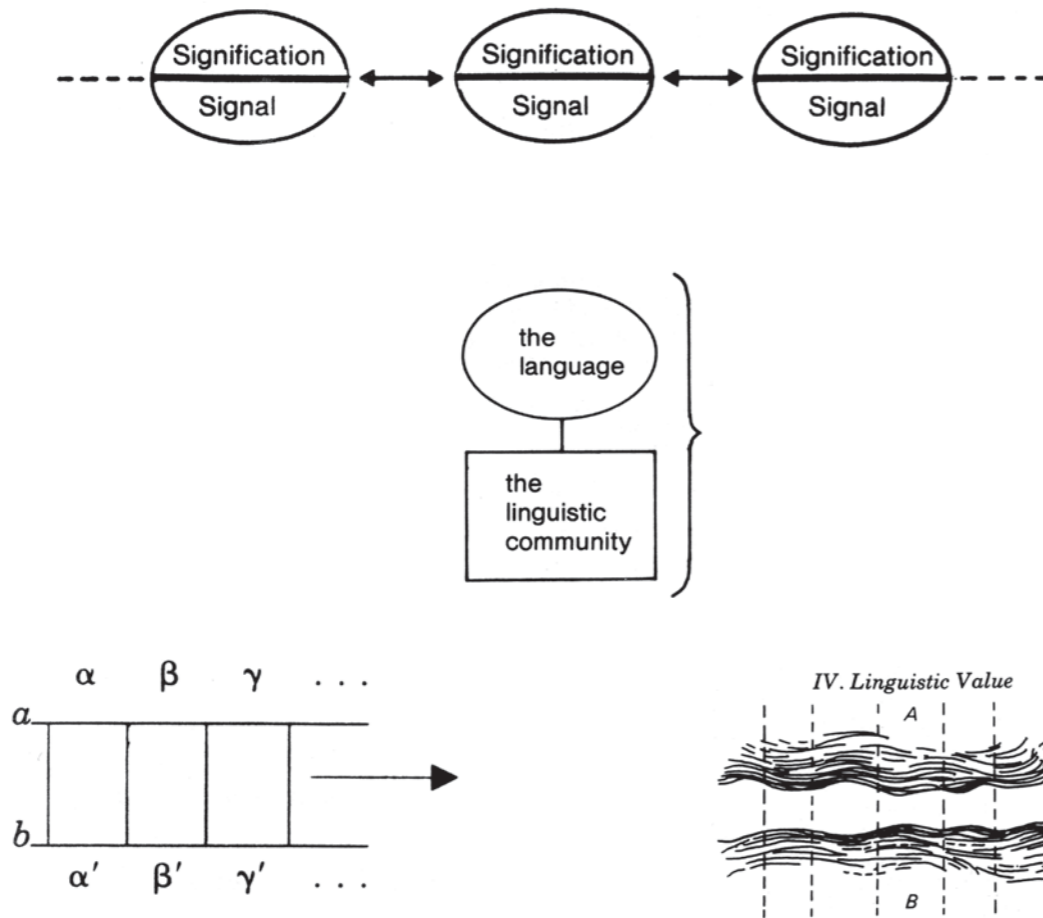 Signification Signification Signification
Signal Signal Signal
the
language
the
linguistic
community
α β γ . . .
a
b
α′ β′ γ′ . . .
IV. Linguistic Value
A
B